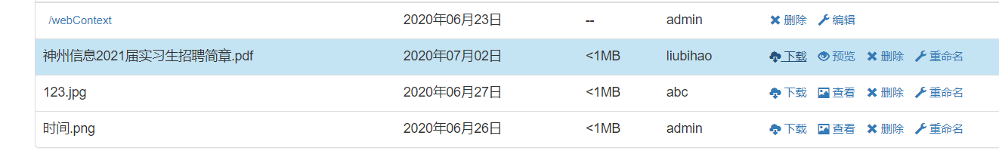 /webContext 2020年06月23日 -- admin 删除 编辑
神州信息2021届实习生招聘简章.pdf 2020年07月02日 <1MB liubihao 下载 预览 删除 重命名
123.jpg 2020年06月27日 <1MB abc 下载 查看 删除 重命名
时间.png 2020年06月26日 <1MB admin 下载 查看 删除 重命名